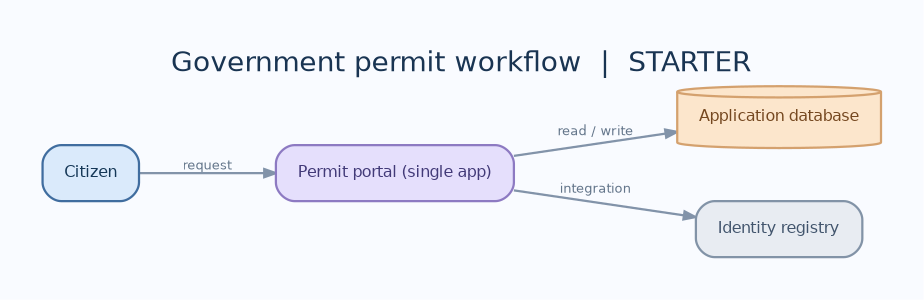 Government permit workflow | STARTER
Application database
read / write
Citizen
request
Permit portal (single app)
integration
Identity registry